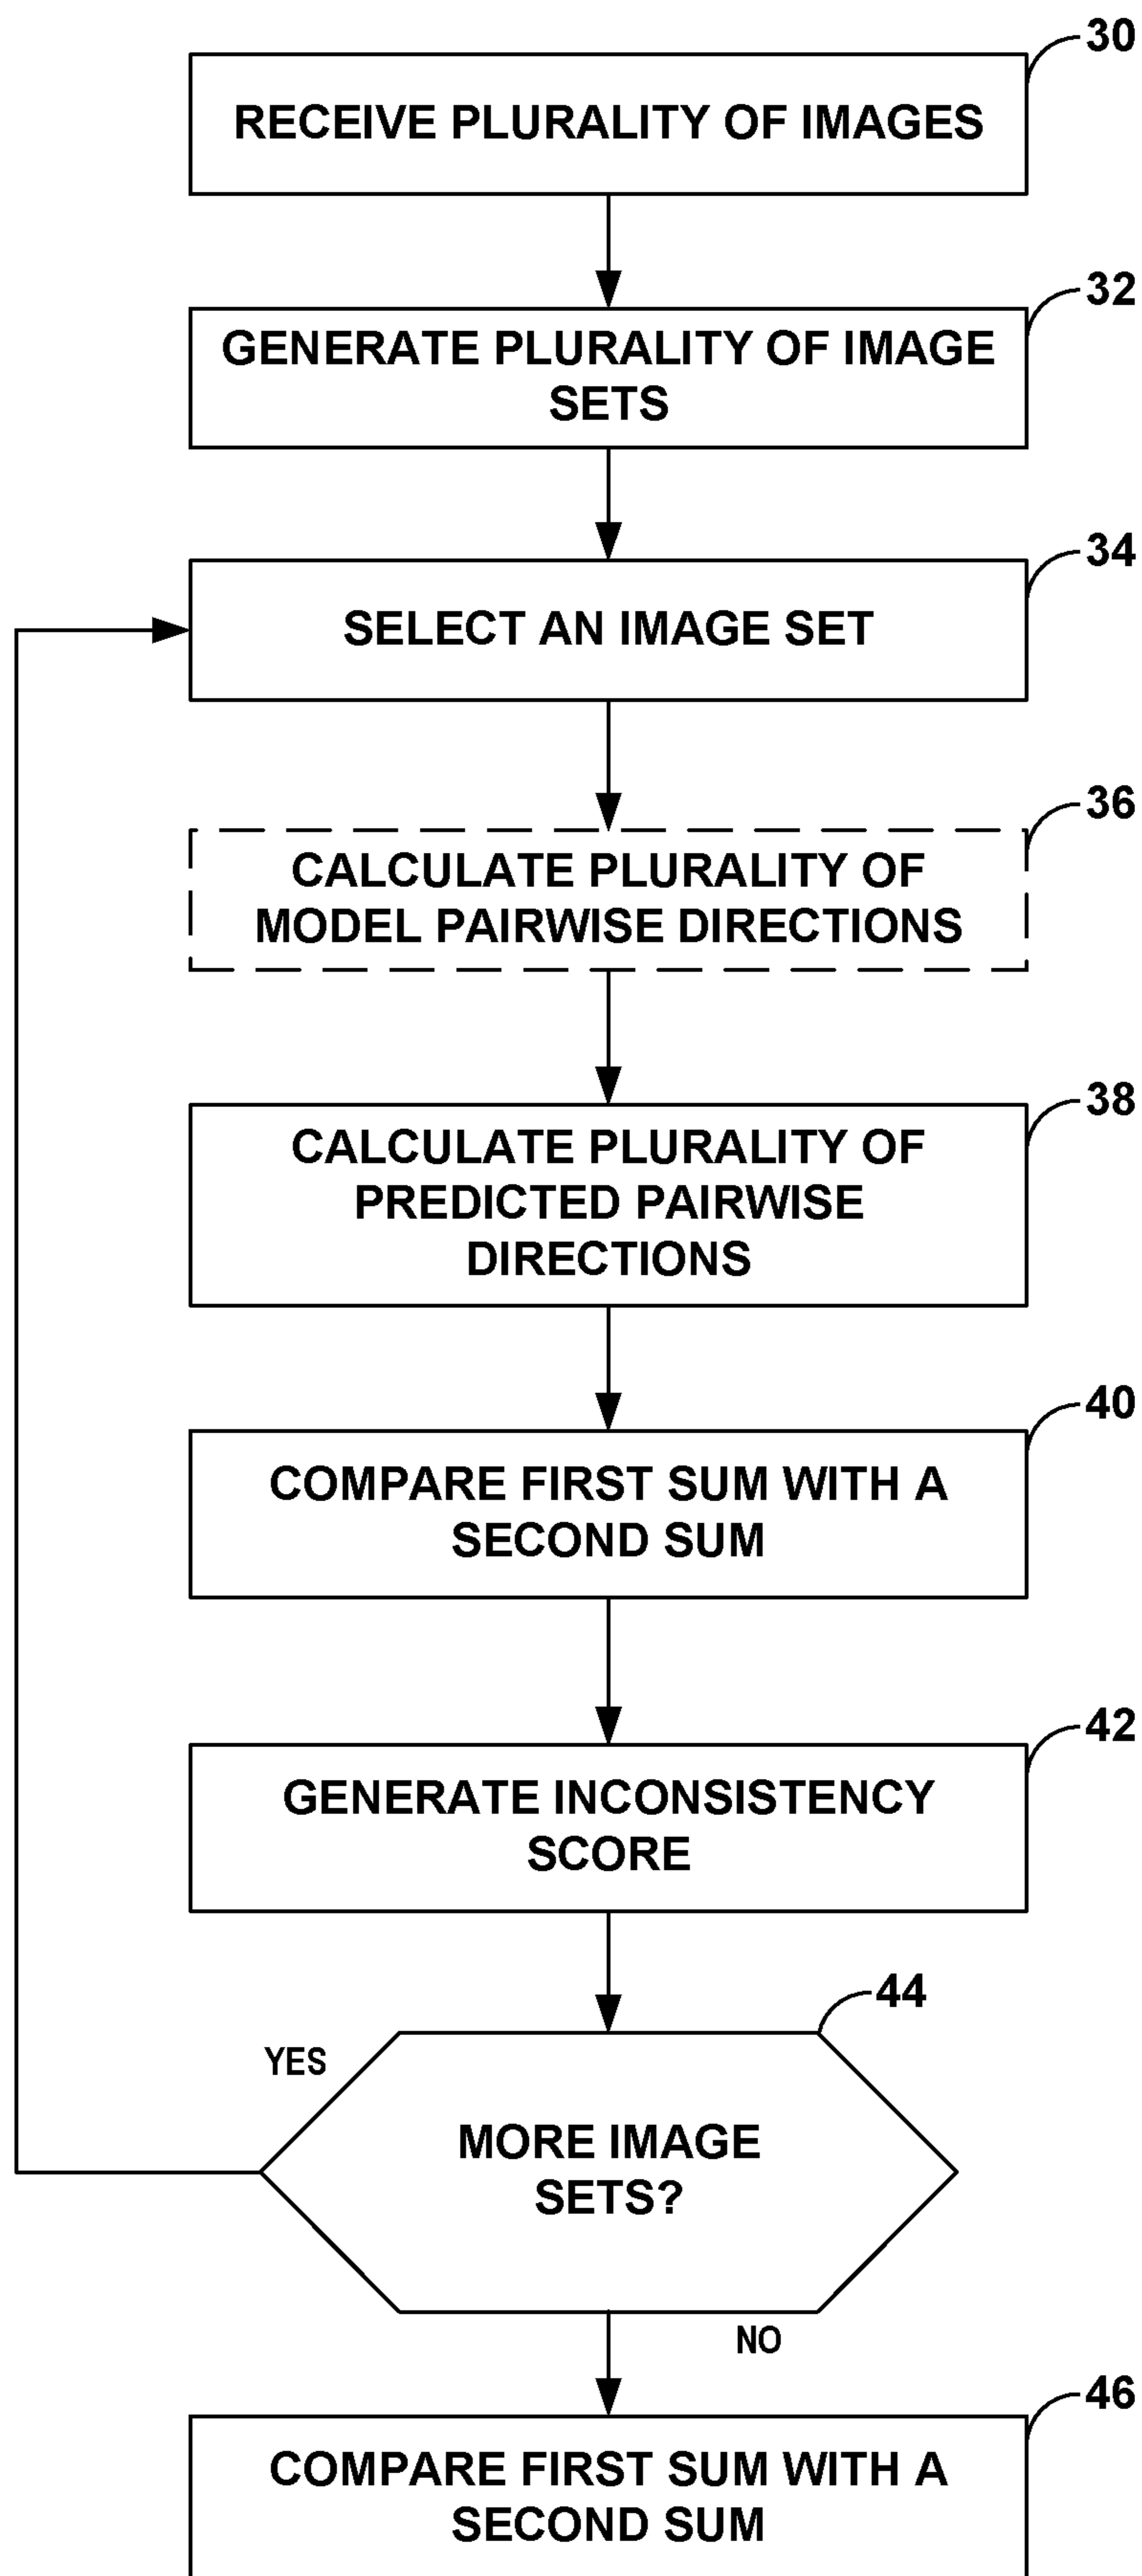 30
RECEIVE PLURALITY OF IMAGES
32
GENERATE PLURALITY OF IMAGE
SETS
34
SELECT AN IMAGE SET
36
CALCULATE PLURALITY OF
MODEL PAIRWISE DIRECTIONS
38
CALCULATE PLURALITY OF
PREDICTED PAIRWISE
DIRECTIONS
40
COMPARE FIRST SUM WITH A
SECOND SUM
42
GENERATE INCONSISTENCY
SCORE
44
YES
MORE IMAGE
SETS?
NO
46
COMPARE FIRST SUM WITH A
SECOND SUM